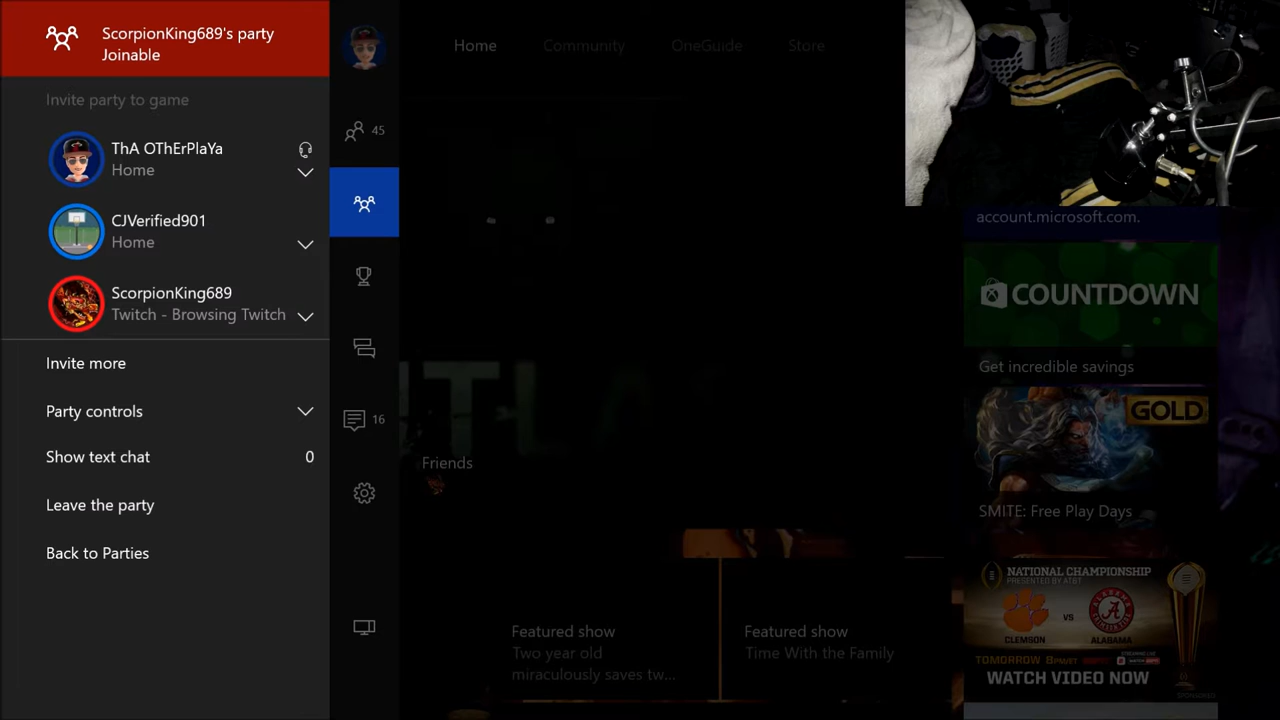 ScorpionKing689's party
Joinable
Invite party to game
ThA OThErPlaYa
Home
CJVerified901
Home
ScorpionKing689
Twitch - Browsing Twitch
Invite more
Party controls
Show text chat 0
Leave the party
Back to Parties
45
16
Home Community OneGuide Store
Friends
Featured show
Two year old
miraculously saves tw...
Featured show
Time With the Family
account.microsoft.com.
COUNTDOWN
Get incredible savings
GOLD
SMITE: Free Play Days
NATIONAL CHAMPIONSHIP
PRESENTED BY AT&T
CLEMSON VS ALABAMA
WATCH VIDEO NOW